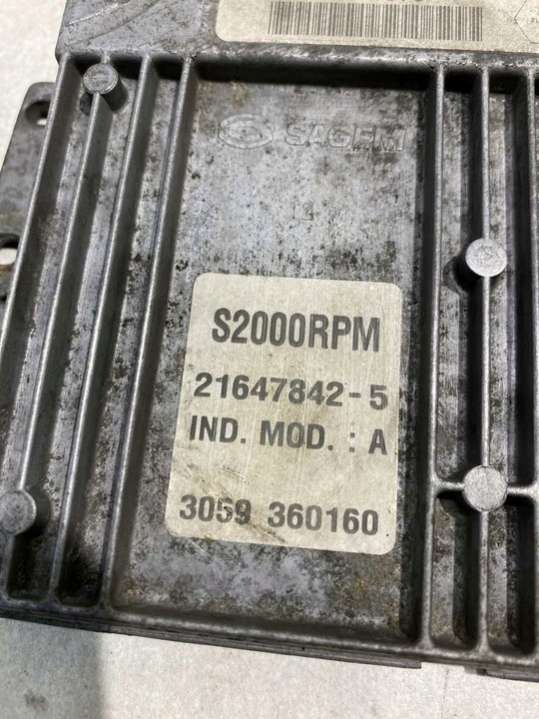 SAGEM
S2000RPM
21647842-5
IND. MOD. : A
3059 360160